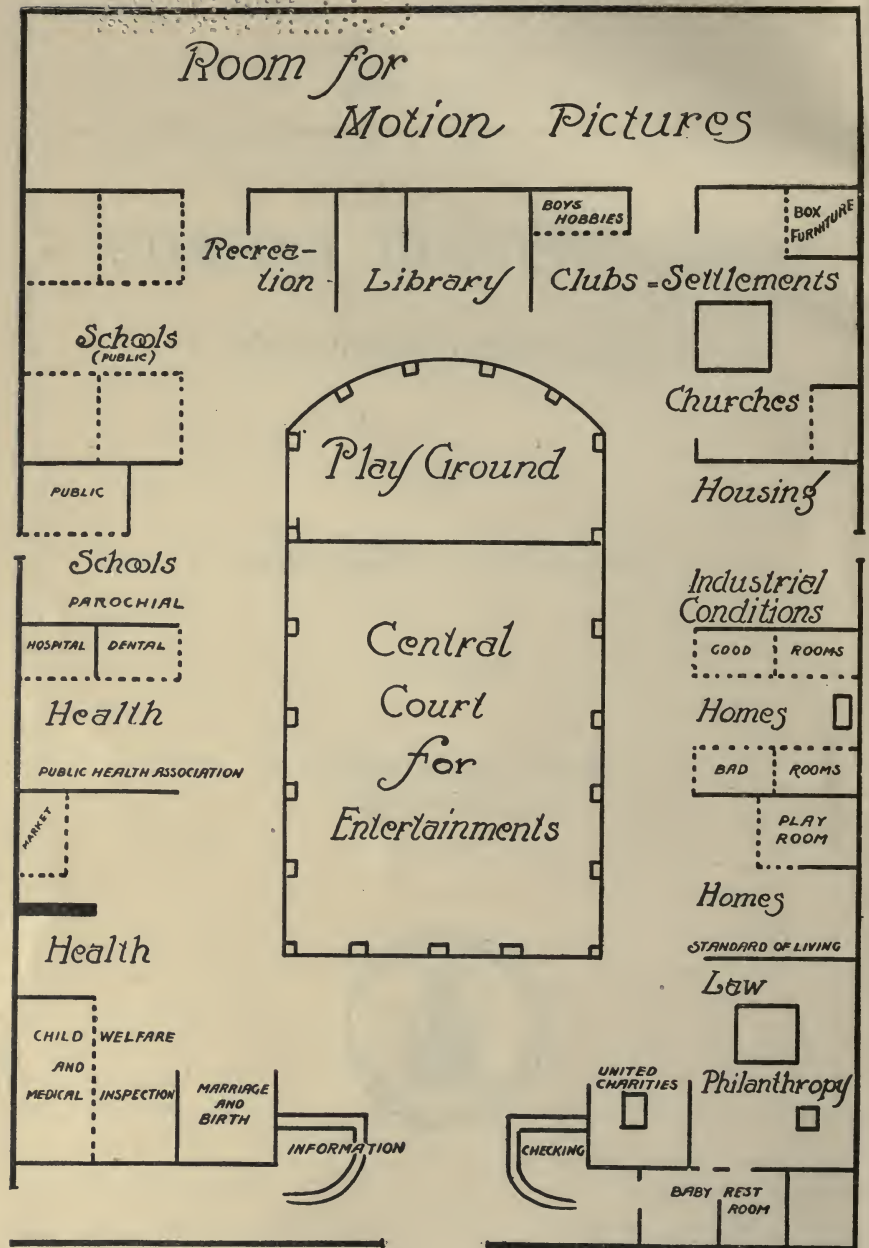 Room for
Motion Pictures
Recrea-
tion
Library
BOYS
HOBBIES
Clubs = Settlements
BOX
FURNITURE
Schools
(PUBLIC)
Churches
Play Ground
PUBLIC
Housing
Schools
PAROCHIAL
Industrial
Conditions
HOSPITAL
DENTAL
GOOD ROOMS
Central
Court
for
Entertainments
Health
Homes
PUBLIC HEALTH ASSOCIATION
BAD ROOMS
MARKET
PLAY
ROOM
Homes
Health
STANDARD OF LIVING
Law
CHILD WELFARE
AND
MEDICAL INSPECTION
MARRIAGE
AND
BIRTH
UNITED
CHARITIES
Philanthropy
INFORMATION
CHECKING
BABY REST
ROOM